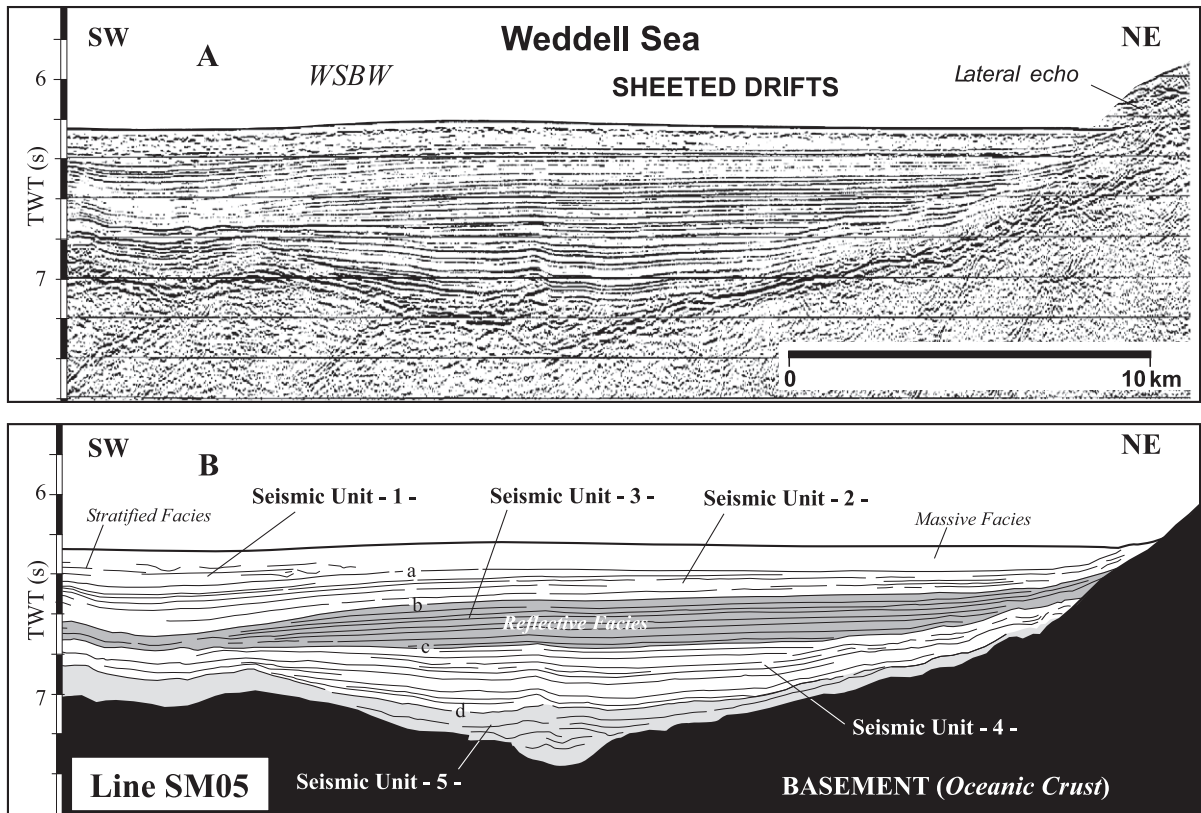 SW
A
Weddell Sea
NE
WSBW
SHEETED DRIFTS
Lateral echo
6
TWT (s)
7
0 10 km
SW
B
NE
6
Stratified Facies
Seismic Unit - 1 -
Seismic Unit - 3 -
Seismic Unit - 2 -
Massive Facies
TWT (s)
a
b
Reflective Facies
c
7
d
Seismic Unit - 4 -
Seismic Unit - 5 -
Line SM05
BASEMENT (Oceanic Crust)